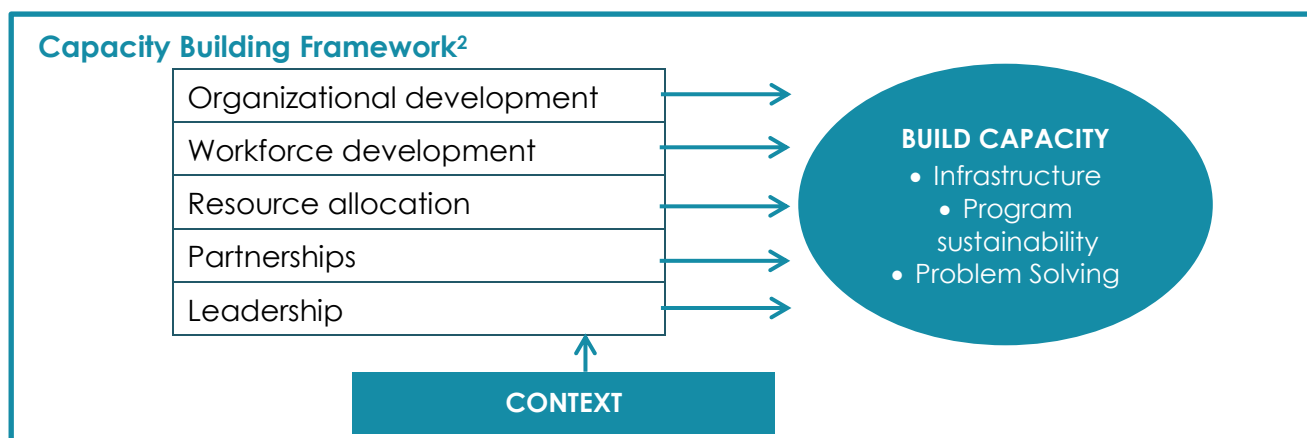 Capacity Building Framework²
Organizational development
Workforce development
Resource allocation
Partnerships
Leadership
BUILD CAPACITY
• Infrastructure
• Program
sustainability
• Problem Solving
CONTEXT